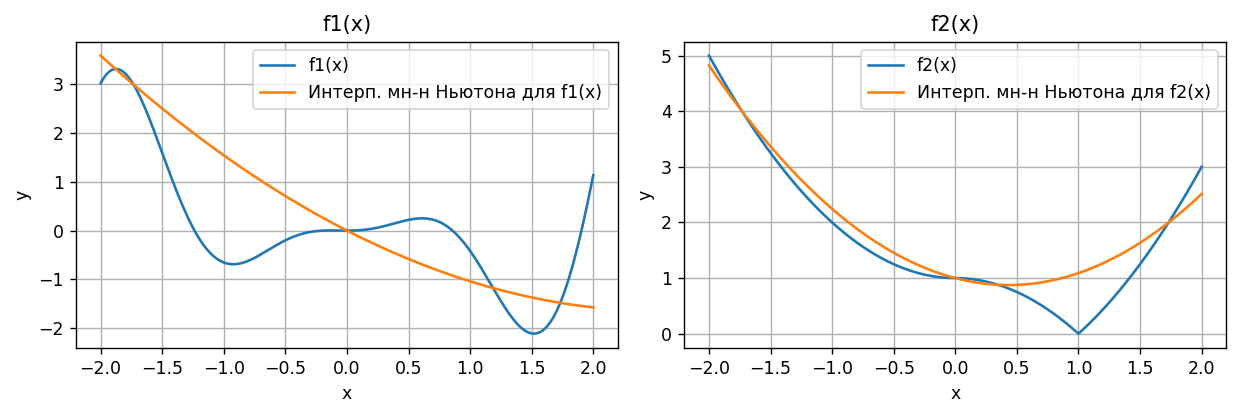 f1(x)
f1(x)
Интерп. мн-н Ньютона для f1(x)
3
2
1
0
−1
−2
y
−2.0 −1.5 −1.0 −0.5 0.0 0.5 1.0 1.5 2.0
x
f2(x)
f2(x)
Интерп. мн-н Ньютона для f2(x)
5
4
3
2
1
0
y
−2.0 −1.5 −1.0 −0.5 0.0 0.5 1.0 1.5 2.0
x